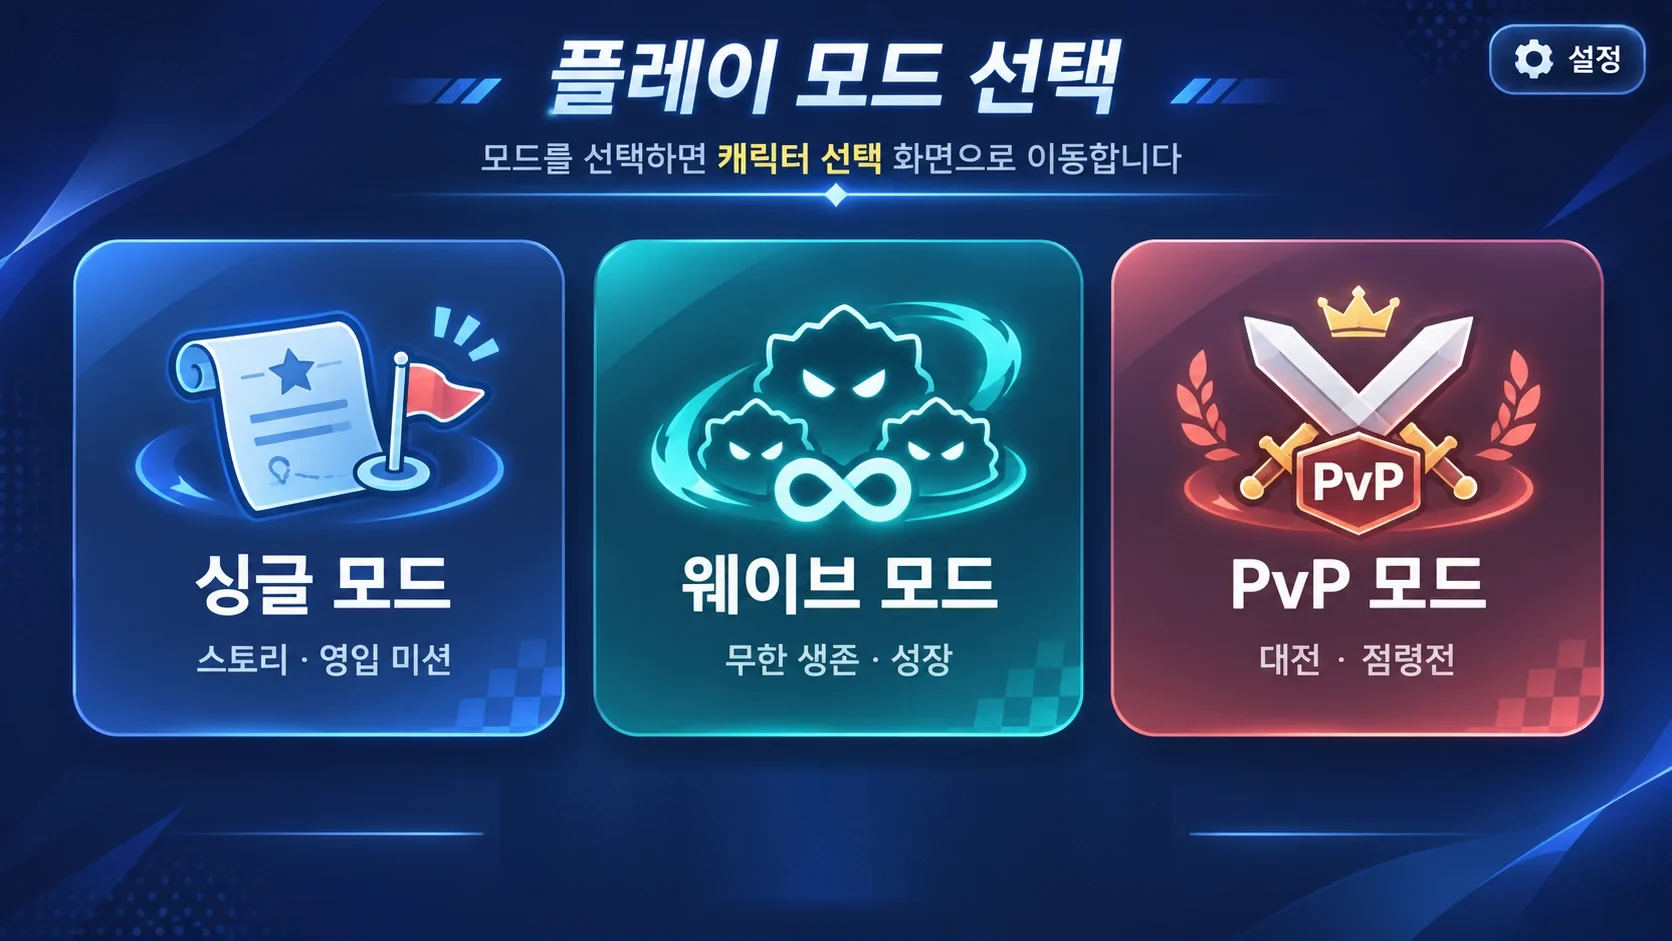 플레이 모드 선택
설정
모드를 선택하면 캐릭터 선택 화면으로 이동합니다
싱글 모드
스토리 · 영입 미션
웨이브 모드
무한 생존 · 성장
PvP
PvP 모드
대전 · 점령전